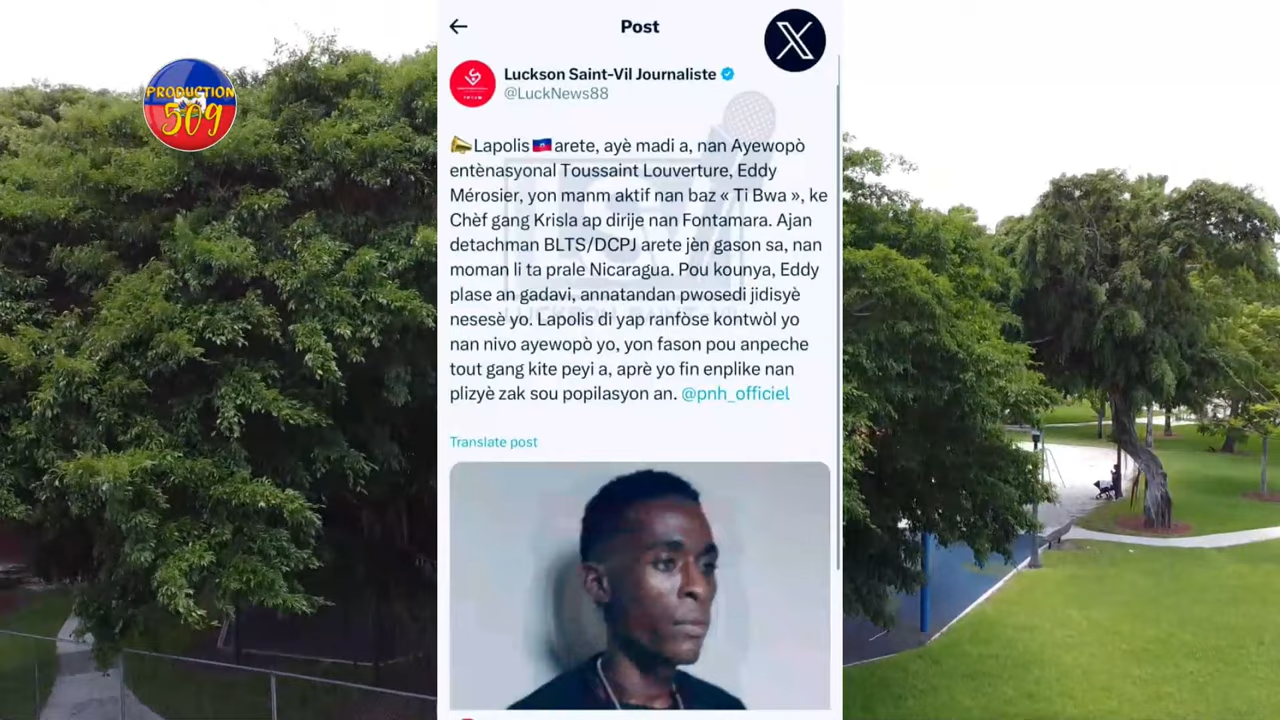 Post
PRODUCTION
509
Luckson Saint-Vil Journaliste
@LuckNews88
📣Lapolis🇭🇹arete, ayè madi a, nan Ayewopò
entènasyonal Toussaint Louverture, Eddy
Mérosier, yon manm aktif nan baz « Ti Bwa », ke
Chèf gang Krisla ap dirije nan Fontamara. Ajan
detachman BLTS/DCPJ arete jèn gason sa, nan
moman li ta prale Nicaragua. Pou kounya, Eddy
plase an gadavi, annatandan pwosedi jidisyè
nesesè yo. Lapolis di yap ranfòse kontwòl yo
nan nivo ayewopò yo, yon fason pou anpeche
tout gang kite peyi a, aprè yo fin enplike nan
plizyè zak sou popilasyon an. @pnh_officiel
Translate post